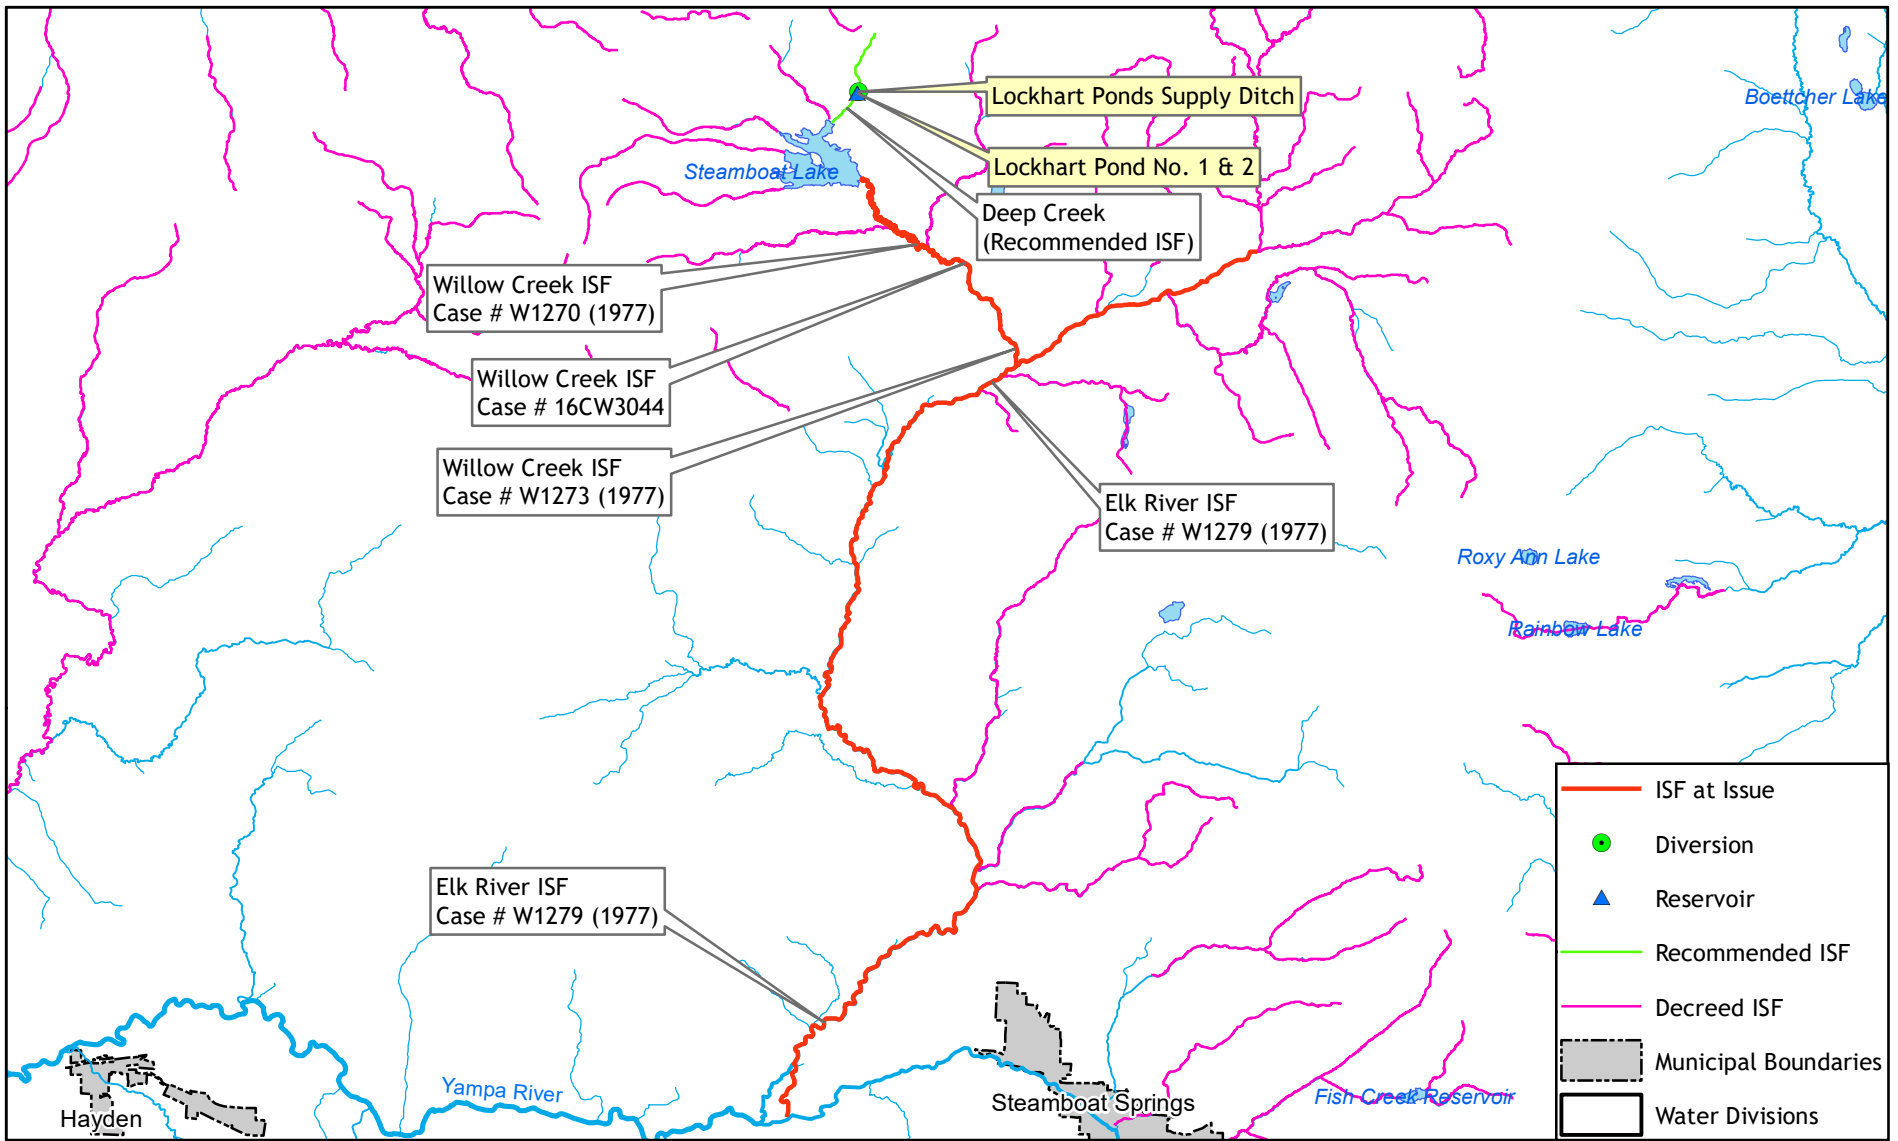 Lockhart Ponds Supply Ditch
Boettcher Lake
Lockhart Pond No. 1 & 2
Steamboat Lake
Deep Creek
(Recommended ISF)
Willow Creek ISF
Case # W1270 (1977)
Willow Creek ISF
Case # 16CW3044
Willow Creek ISF
Case # W1273 (1977)
Elk River ISF
Case # W1279 (1977)
Roxy Ann Lake
Rainbow Lake
Elk River ISF
Case # W1279 (1977)
Yampa River
Hayden
Steamboat Springs
Fish Creek Reservoir
ISF at Issue
Diversion
Reservoir
Recommended ISF
Decreed ISF
Municipal Boundaries
Water Divisions